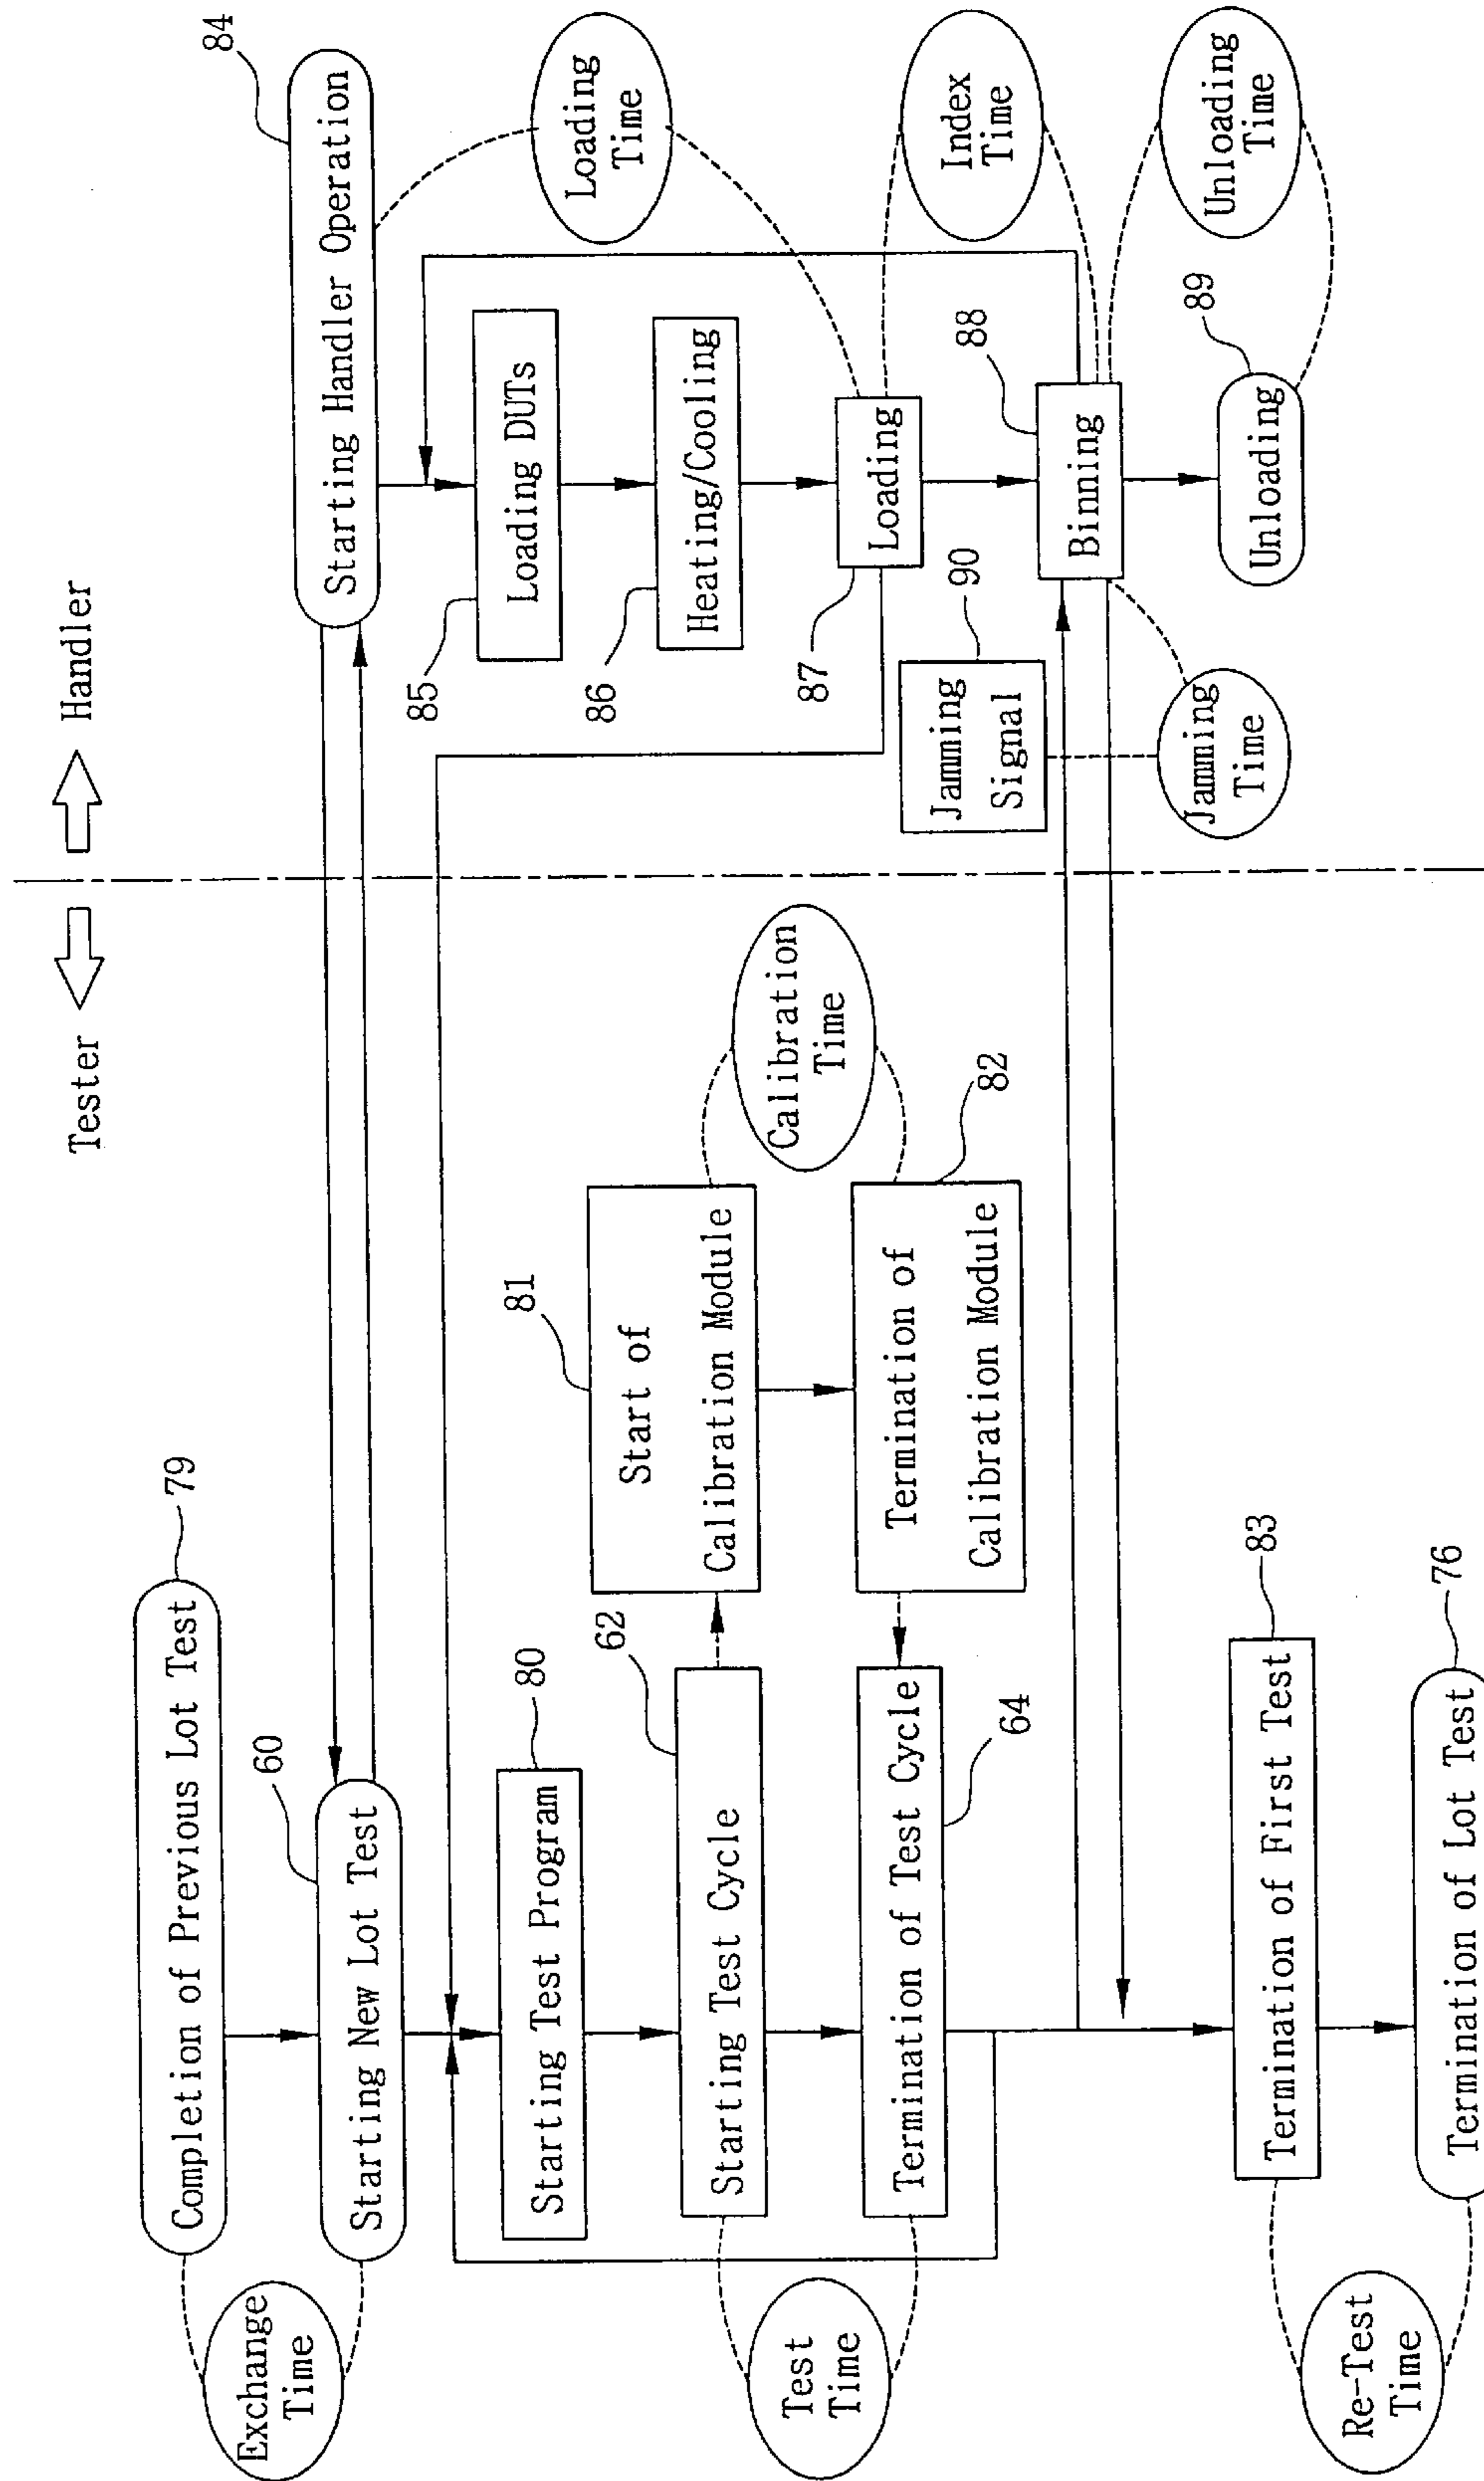 Tester
Handler
Completion of Previous Lot Test
79
Exchange
Time
Starting New Lot Test
60
Starting Test Program
80
Starting Test Cycle
62
Test
Time
Termination of Test Cycle
64
Start of
Calibration Module
81
Calibration
Time
Termination of
Calibration Module
82
Termination of First Test
83
Re-Test
Time
Termination of Lot Test
76
Starting Handler Operation
84
Loading
Time
Loading DUTs
85
Heating/Cooling
86
Loading
87
Index
Time
Jamming
Signal
90
Binning
88
Jamming
Time
Unloading
Time
Unloading
89